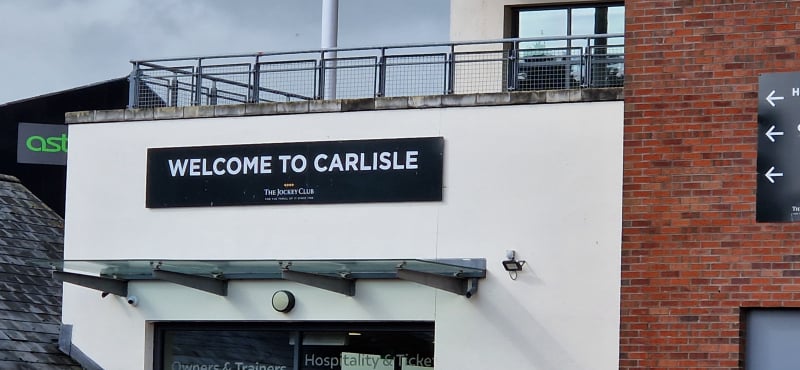 ast
WELCOME TO CARLISLE
THE JOCKEY CLUB
Owners & Trainers
Hospitality & Ticket
H